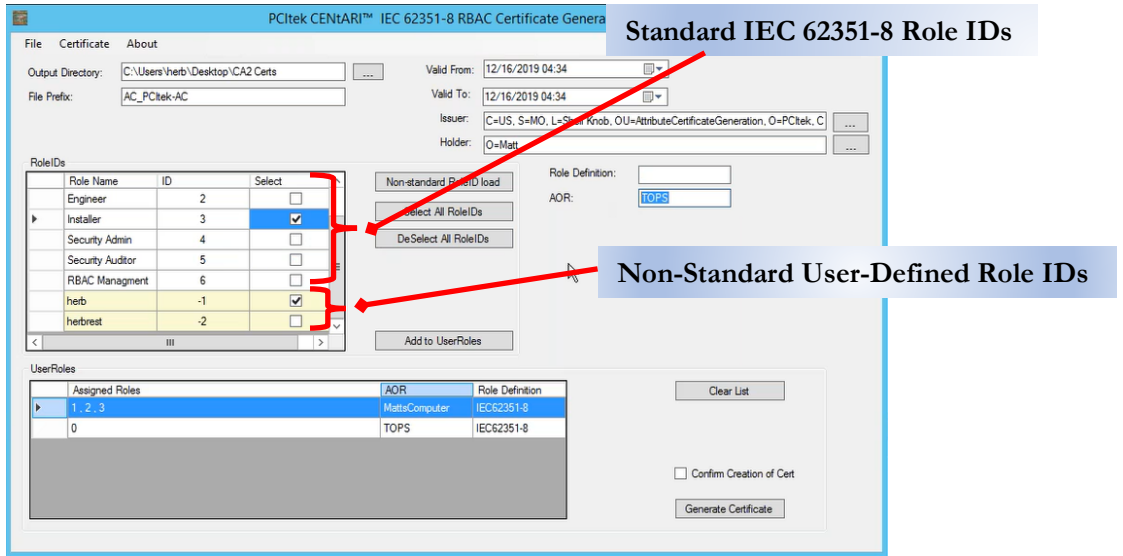 PCItek CENtARI™ IEC 62351-8 RBAC Certificate Genera
Standard IEC 62351-8 Role IDs
File Certificate About
Output Directory: C:\Users\herb\Desktop\CA2 Certs ... Valid From: 12/16/2019 04:34
File Prefix: AC_PCItek-AC Valid To: 12/16/2019 04:34
Issuer: C=US, S=MO, L=Shell Knob, OU=AttributeCertificateGeneration, O=PCItek, C ...
Holder: O=Matt ...
RoleIDs
Role Name ID Select
Engineer 2
Installer 3
Security Admin 4
Security Auditor 5
RBAC Managment 6
herb -1
herbrest -2
Non-standard RoleID load
Select All RoleIDs
DeSelect All RoleIDs
Add to UserRoles
Role Definition:
AOR: TOPS
Non-Standard User-Defined Role IDs
UserRoles
Assigned Roles AOR Role Definition
1,2,3 MattsComputer IEC62351-8
0 TOPS IEC62351-8
Clear List
Confirm Creation of Cert
Generate Certificate